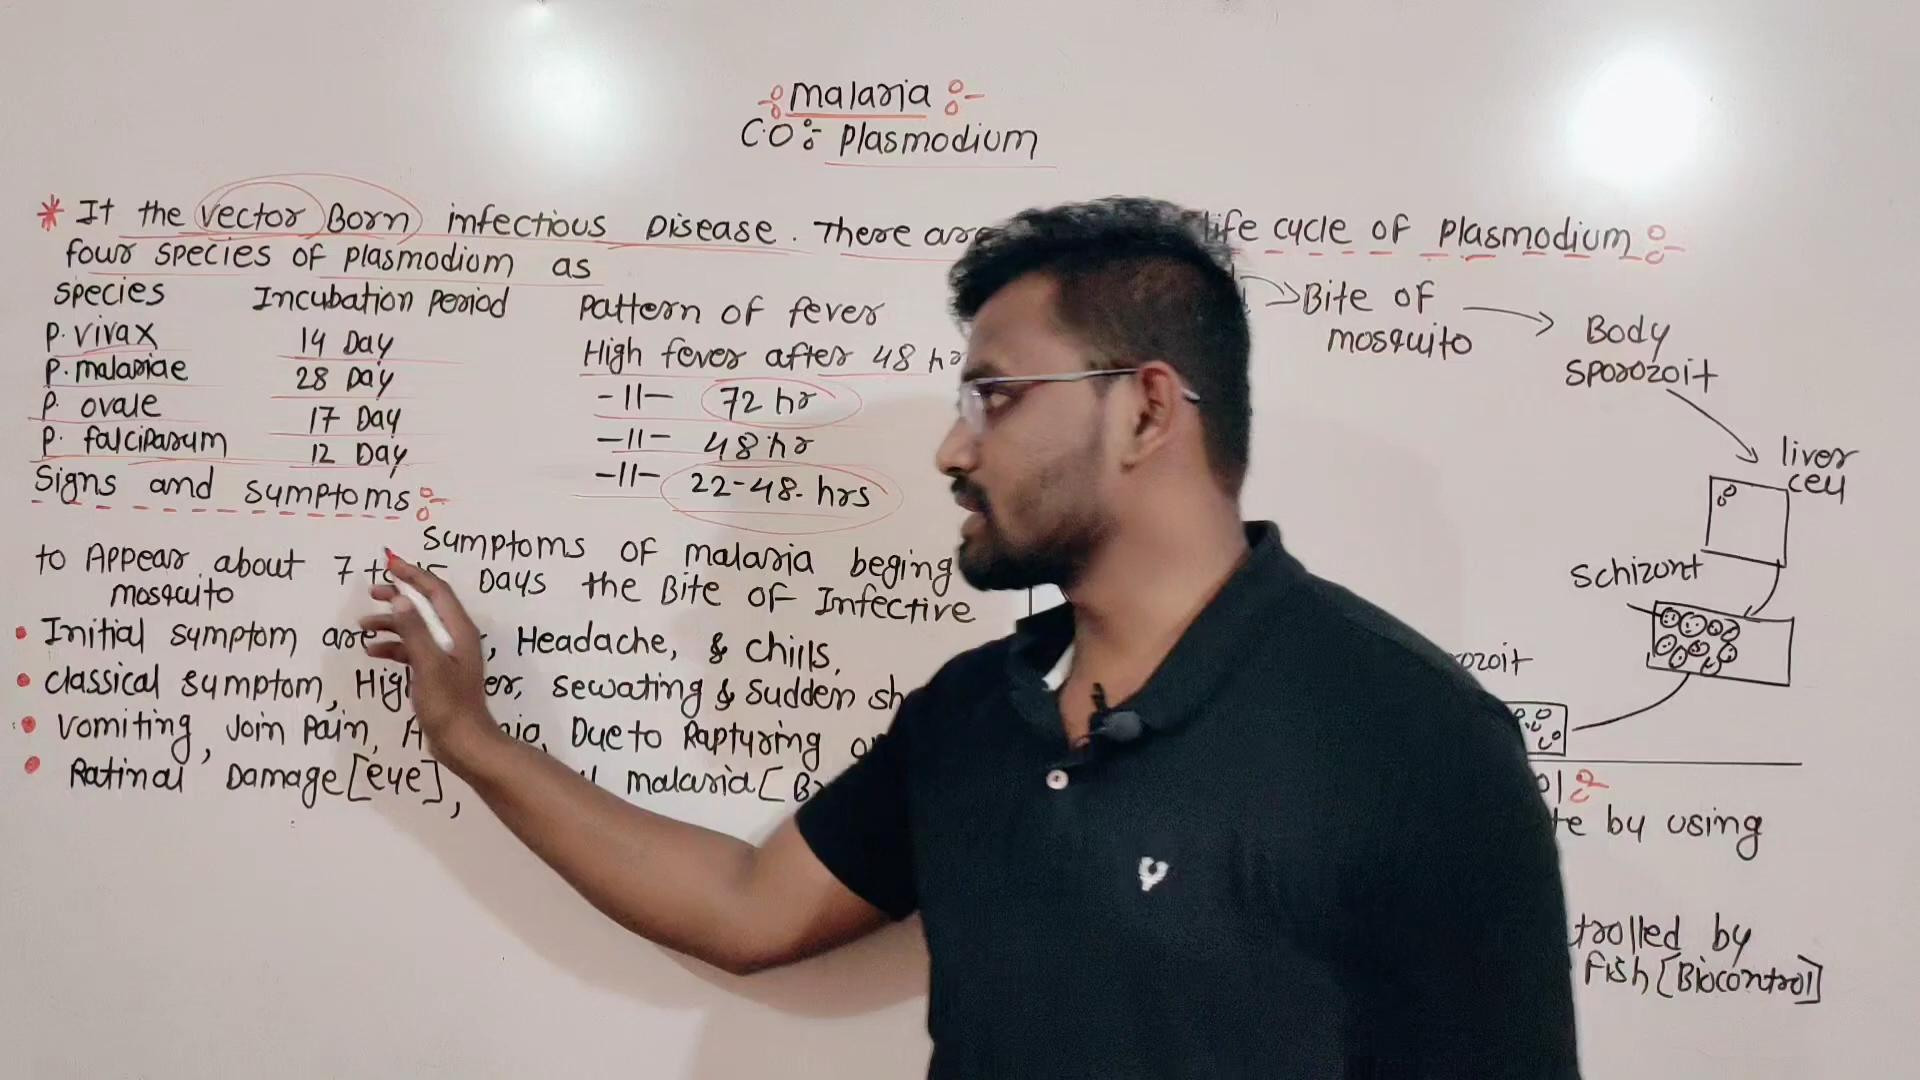 malaria :-
C.O :- Plasmodium
* It the vector Born infectious Disease. There are
four species of plasmodium as
species Incubation Period Pattern of fever
P. vivax 14 Day High fever after 48 hr
P. malariae 28 Day -11- 72 hr
P. ovale 17 Day -11- 48 hr
P. falciparum 12 Day -11- 22-48. hrs
Signs and symptoms :-
Symptoms of malaria beging
to Appear about 7 to 15 Days the Bite of Infective
mosquito
• Initial symptom are Headache, & chills,
• classical symptom, sewating & sudden
• vomiting, Join Pain, Due to Rapturing
• Ratinal Damage [eye], malaria [
life cycle of Plasmodium :-
Bite of
mosquito
Body
sporozoit
liver
cell
Schizont
by using
by
fish [Biocontrol]